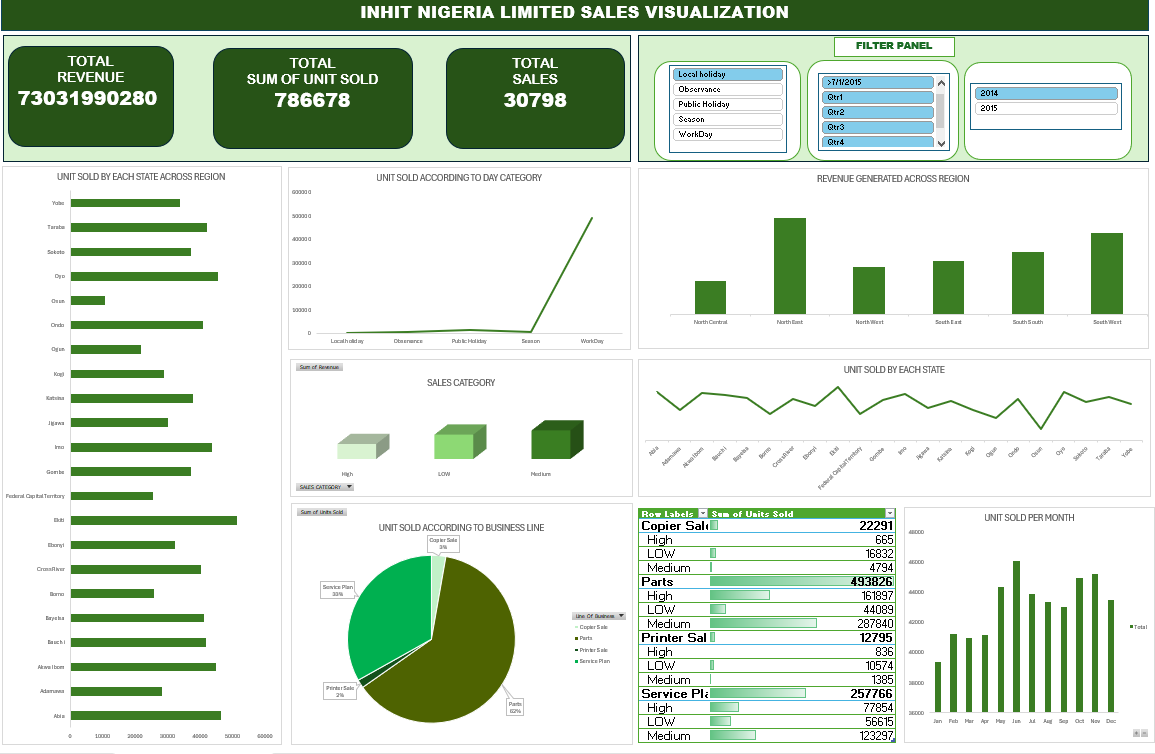 INHIT NIGERIA LIMITED SALES VISUALIZATION
TOTAL
REVENUE
73031990280
TOTAL
SUM OF UNIT SOLD
786678
TOTAL
SALES
30798
FILTER PANEL
Local holiday
Observance
Public Holiday
Season
WorkDay
>7/1/2015
Qtr1
Qtr2
Qtr3
Qtr4
2014
2015
UNIT SOLD BY EACH STATE ACROSS REGION
Yobe
Taraba
Sokoto
Oyo
Osun
Ondo
Ogun
Kogi
Katsina
Jigawa
Imo
Gombe
Federal Capital Territory
Ekiti
Ebonyi
Cross River
Borno
Bayelsa
Bauchi
Akwa Ibom
Adamawa
Abia
0 10000 20000 30000 40000 50000 60000
UNIT SOLD ACCORDING TO DAY CATEGORY
600000
500000
400000
300000
200000
100000
0
Local holiday Observance Public Holiday Season WorkDay
REVENUE GENERATED ACROSS REGION
North Central North East North West South East South South South West
Sum of Revenue
SALES CATEGORY
High LOW Medium
SALES CATEGORY
UNIT SOLD BY EACH STATE
Abia Adamawa Akwa Ibom Bauchi Bayelsa Borno Cross River Ebonyi Ekiti Federal Capital Territory Gombe Imo Jigawa Katsina Kogi Ogun Ondo Osun Oyo Sokoto Taraba Yobe
Sum of Units Sold
UNIT SOLD ACCORDING TO BUSINESS LINE
Copier Sale
3%
Service Plan
33%
Printer Sale
2%
Parts
62%
Line Of Business
Copier Sale
Parts
Printer Sale
Service Plan
Row Labels Sum of Units Sold
Copier Sale 22291
High 665
LOW 16832
Medium 4794
Parts 493826
High 161897
LOW 44089
Medium 287840
Printer Sal 12795
High 836
LOW 10574
Medium 1385
Service Pla 257766
High 77854
LOW 56615
Medium 123297
UNIT SOLD PER MONTH
48000
46000
44000
42000
40000
38000
36000
Jan Feb Mar Apr May Jun Jul Aug Sep Oct Nov Dec
Total